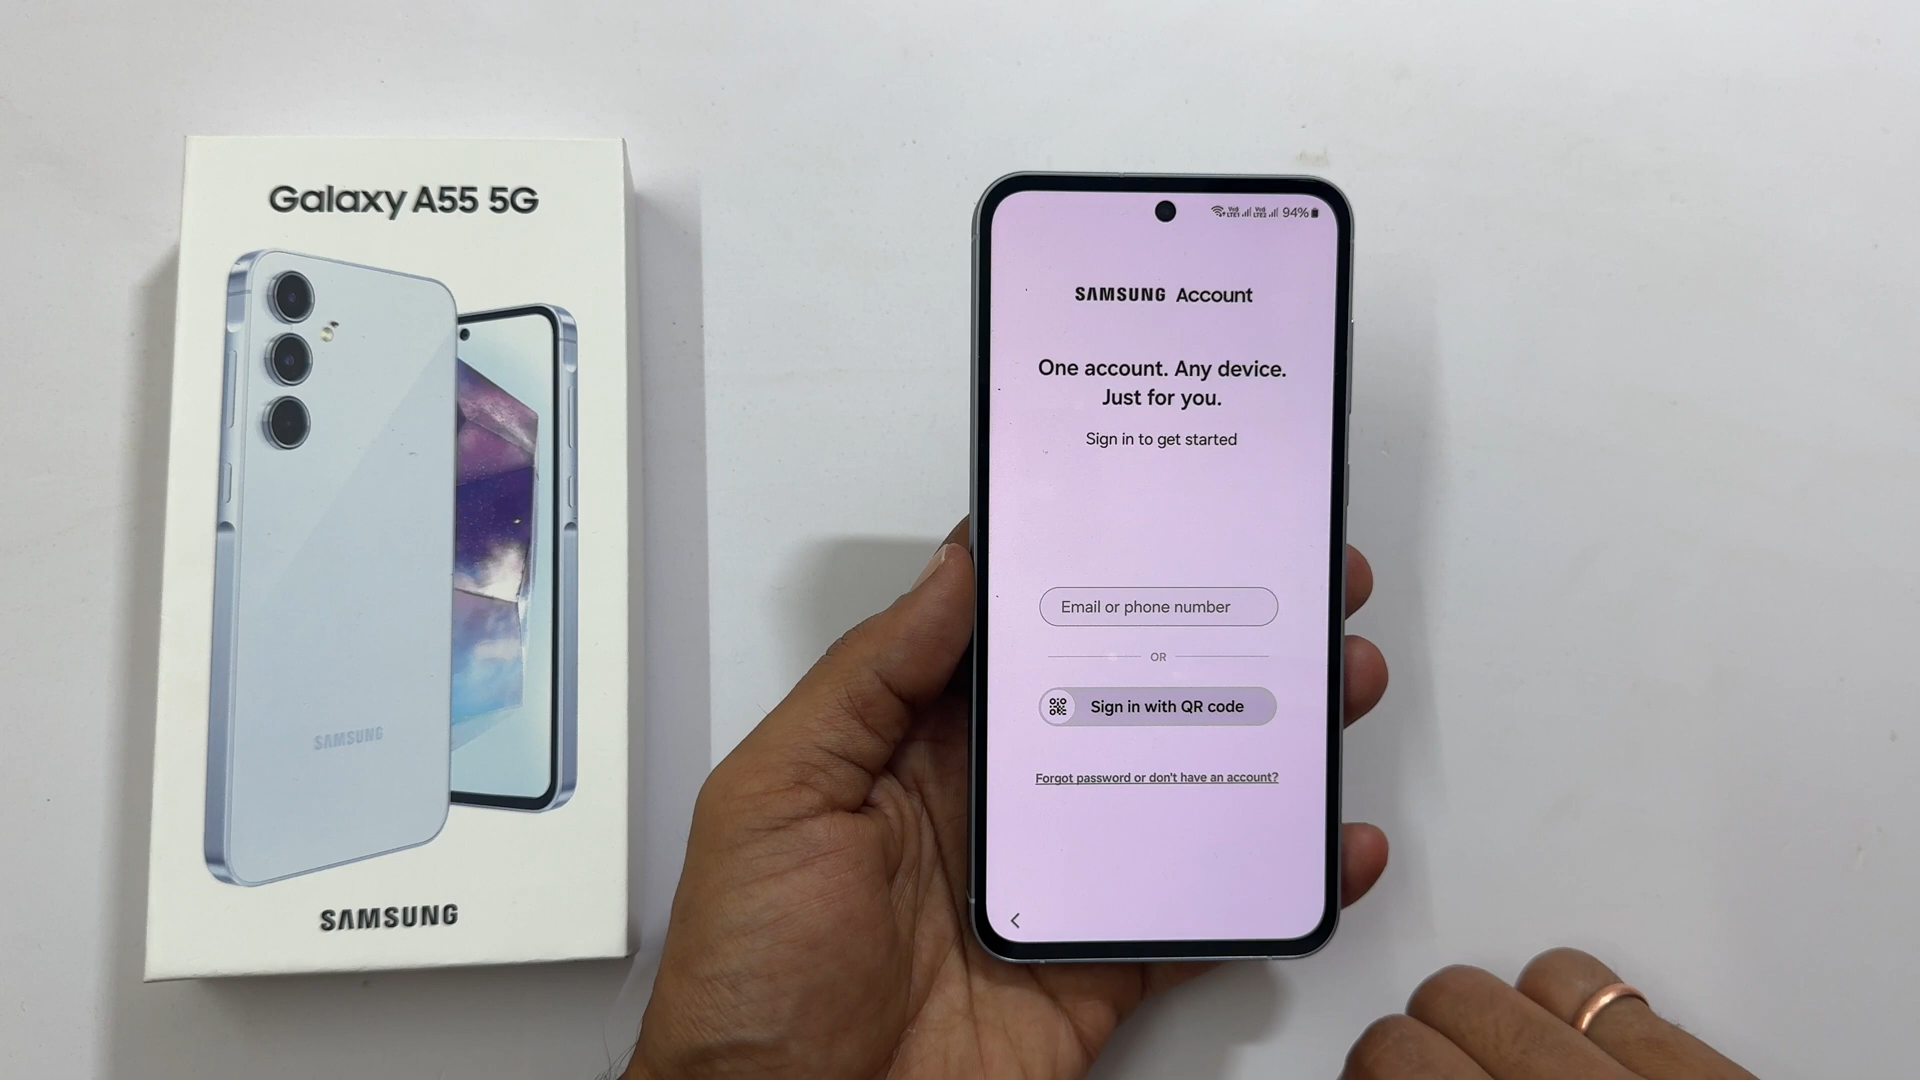 Galaxy A55 5G
SAMSUNG
SAMSUNG
94%
SAMSUNG Account
One account. Any device.
Just for you.
Sign in to get started
Email or phone number
OR
Sign in with QR code
Forgot password or don't have an account?